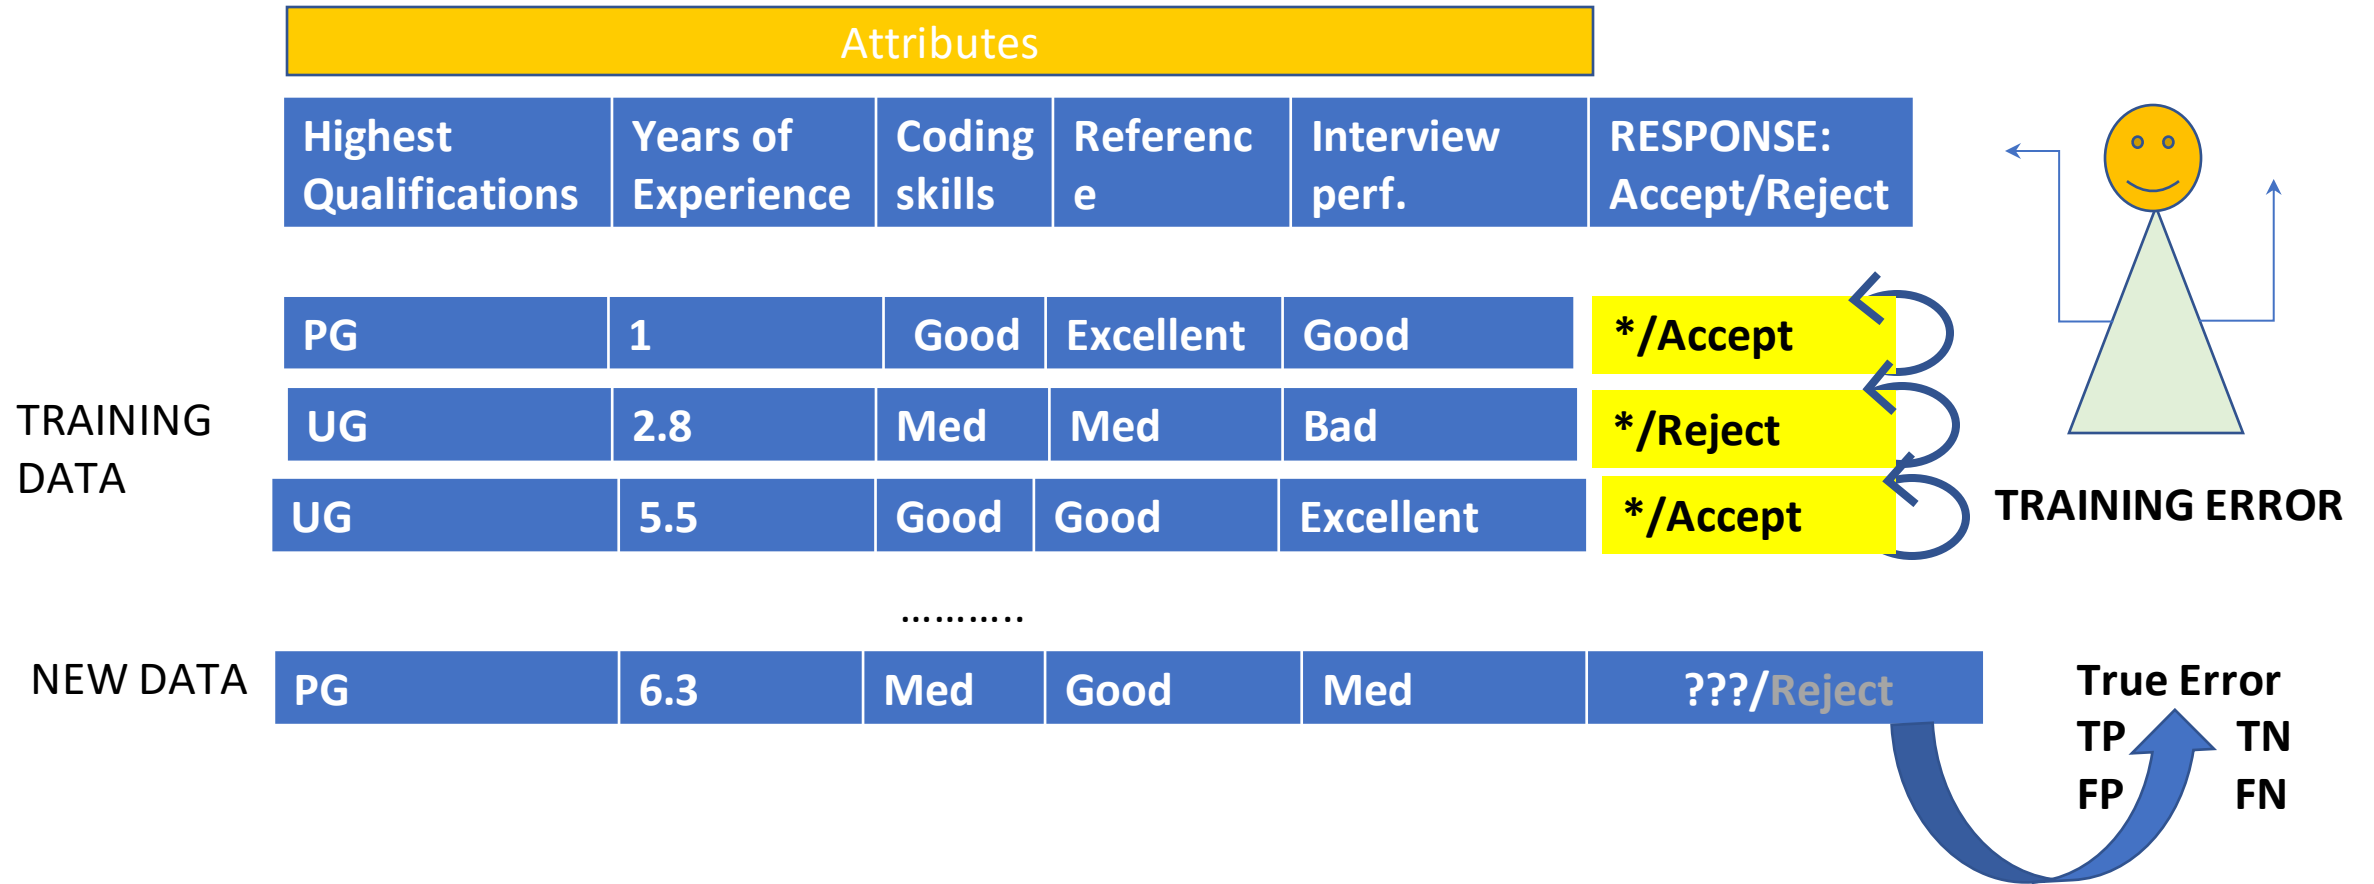 Attributes
Highest Qualifications
Years of Experience
Coding skills
Referenc e
Interview perf.
RESPONSE: Accept/Reject
PG 1 Good Excellent Good */Accept
TRAINING DATA
UG 2.8 Med Med Bad */Reject
UG 5.5 Good Good Excellent */Accept
TRAINING ERROR
………..
NEW DATA
PG 6.3 Med Good Med ???/Reject
True Error
TP TN
FP FN